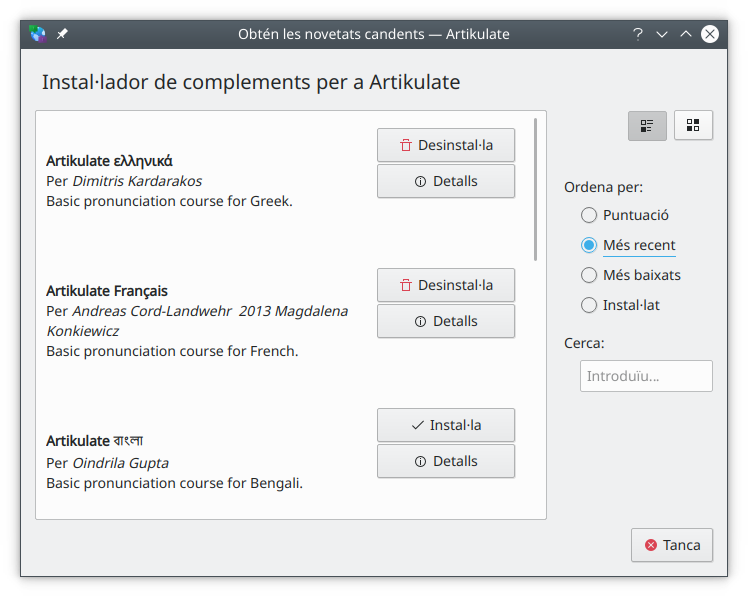 Obtén les novetats candents — Artikulate
Instal·lador de complements per a Artikulate
Artikulate ελληνικά
Per Dimitris Kardarakos
Basic pronunciation course for Greek.
Desinstal·la
Detalls
Artikulate Français
Per Andreas Cord-Landwehr 2013 Magdalena
Konkiewicz
Basic pronunciation course for French.
Desinstal·la
Detalls
Artikulate বাংলা
Per Oindrila Gupta
Basic pronunciation course for Bengali.
Instal·la
Detalls
Ordena per:
Puntuació
Més recent
Més baixats
Instal·lat
Cerca:
Introduïu...
Tanca